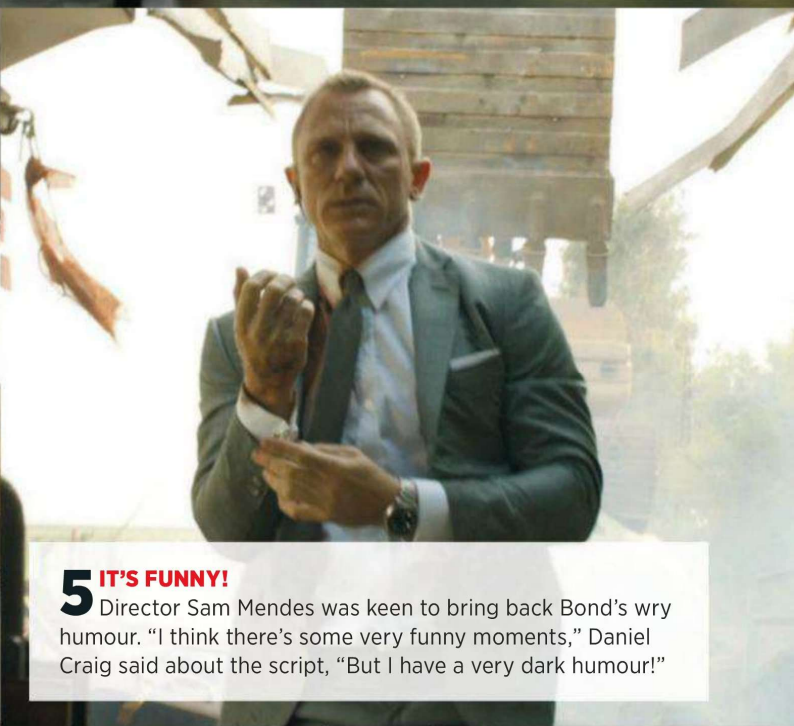 5 IT'S FUNNY!
Director Sam Mendes was keen to bring back Bond's wry
humour. “I think there's some very funny moments,” Daniel
Craig said about the script, “But I have a very dark humour!”